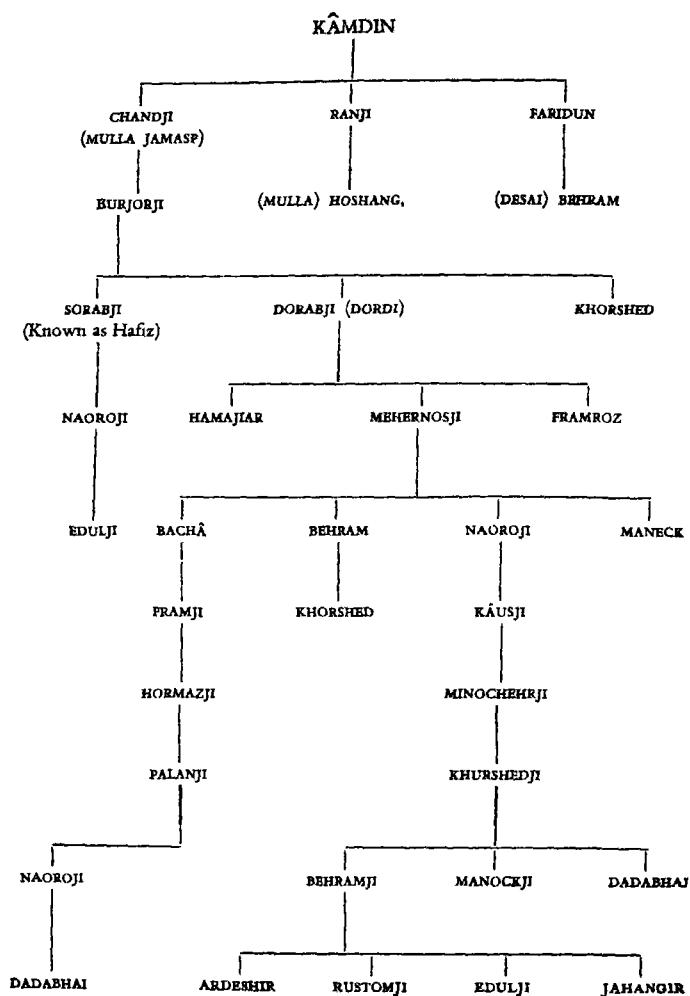 KÂMDIN
CHANDJI RANJI FARIDUN
(MULLA JAMASP)
BURJORJI (MULLA) HOSHANG, (DESAI) BEHRAM
SORABJI DORABJI (DORDI) KHORSHED
(Known as Hafiz)
NAOROJI HAMAJIAR MEHERNOSJI FRAMROZ
EDULJI BACHÂ BEHRAM NAOROJI MANECK
FRAMJI KHORSHED KÂUSJI
HORMAZJI MINOCHEHRJI
PALANJI KHURSHEDJI
NAOROJI BEHRAMJI MANOCKJI DADABHAI
DADABHAI ARDESHIR RUSTOMJI EDULJI JAHANGIR